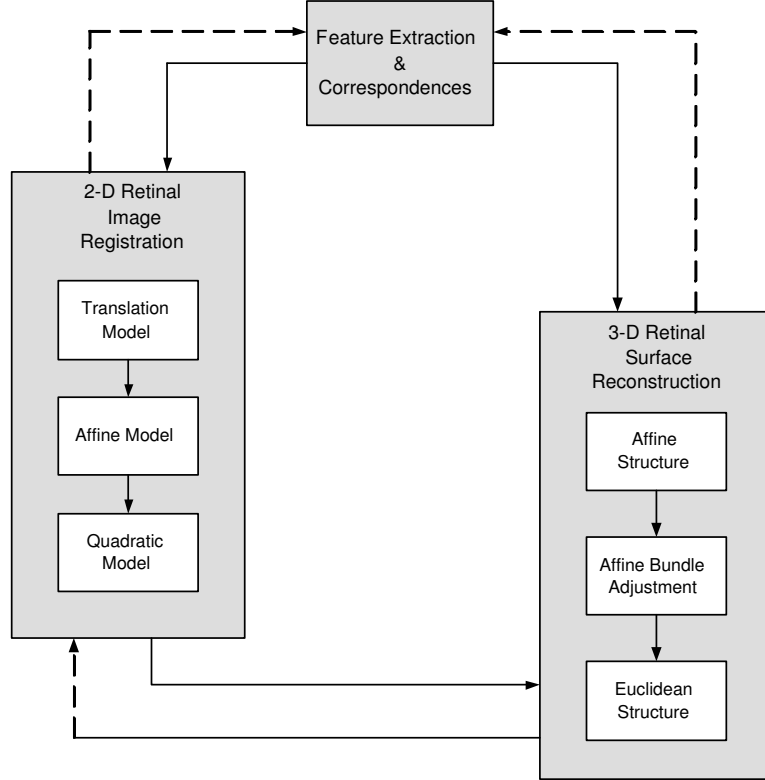 Feature Extraction
&
Correspondences
2-D Retinal
Image
Registration
Translation
Model
Affine Model
Quadratic
Model
3-D Retinal
Surface
Reconstruction
Affine
Structure
Affine Bundle
Adjustment
Euclidean
Structure